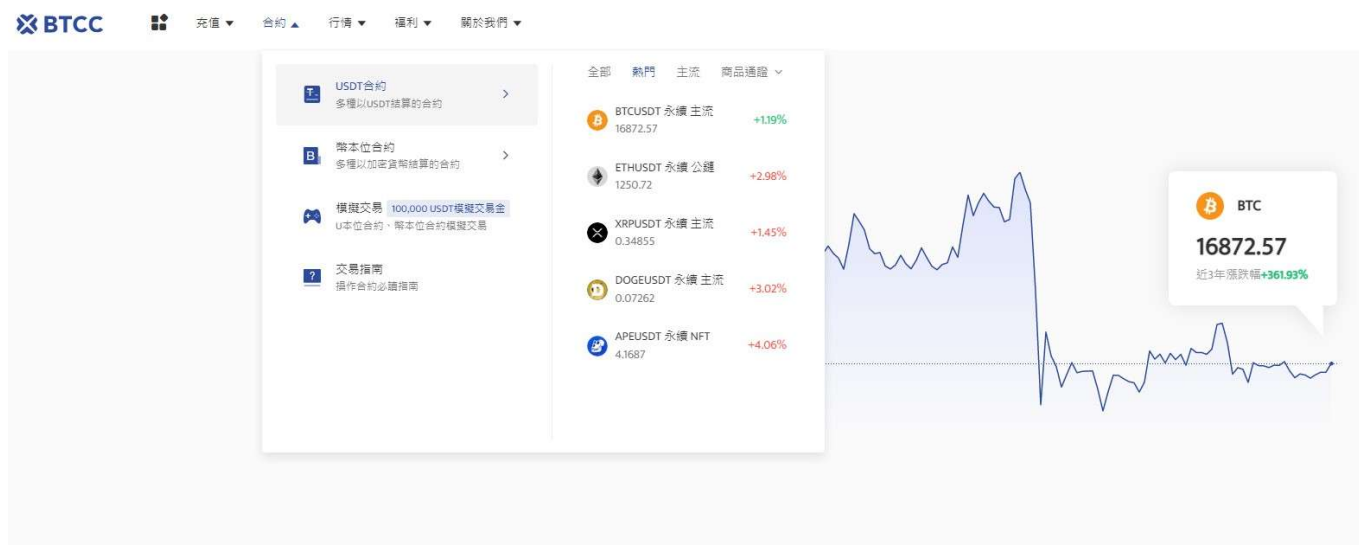 BTCC
充值 ▼ 合約 ▲ 行情 ▼ 福利 ▼ 關於我們 ▼
USDT合約
多種以USDT結算的合約
幣本位合約
多種以加密貨幣結算的合約
模擬交易 100,000 USDT模擬交易金
U本位合約、幣本位合約模擬交易
交易指南
操作合約必讀指南
全部 熱門 主流 商品通證
BTCUSDT 永續 主流
16872.57 +1.19%
ETHUSDT 永續 公鏈
1250.72 +2.98%
XRPUSDT 永續 主流
0.34855 +1.45%
DOGEUSDT 永續 主流
0.07262 +3.02%
APEUSDT 永續 NFT
4.1687 +4.06%
BTC
16872.57
近3年漲跌幅+361.93%